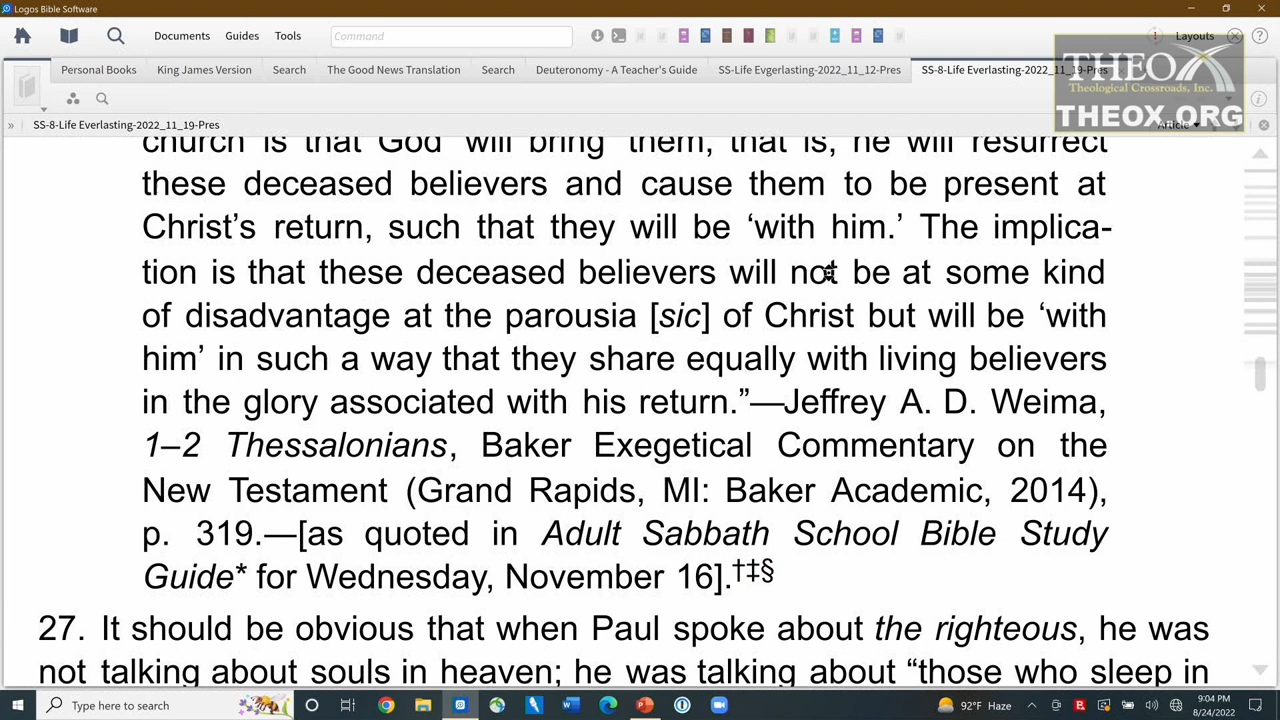 Logos Bible Software
Documents Guides Tools Command Layouts
THEOX
Theological Crossroads, Inc.
THEOX.ORG
Personal Books King James Version Search Search Deuteronomy - A Teacher's Guide SS-Life Evgerlasting-2022_11_12-Pres SS-8-Life Everlasting-2022_11_19-Pres
SS-8-Life Everlasting-2022_11_19-Pres Article
church is that God 'will bring' them, that is, he will resurrect
these deceased believers and cause them to be present at
Christ’s return, such that they will be ‘with him.’ The implica-
tion is that these deceased believers will not be at some kind
of disadvantage at the parousia [sic] of Christ but will be ‘with
him’ in such a way that they share equally with living believers
in the glory associated with his return.”—Jeffrey A. D. Weima,
1–2 Thessalonians, Baker Exegetical Commentary on the
New Testament (Grand Rapids, MI: Baker Academic, 2014),
p. 319.—[as quoted in Adult Sabbath School Bible Study
Guide* for Wednesday, November 16].†‡§
27. It should be obvious that when Paul spoke about the righteous, he was
not talking about souls in heaven; he was talking about “those who sleep in
Type here to search 92°F Haze 9:04 PM
8/24/2022